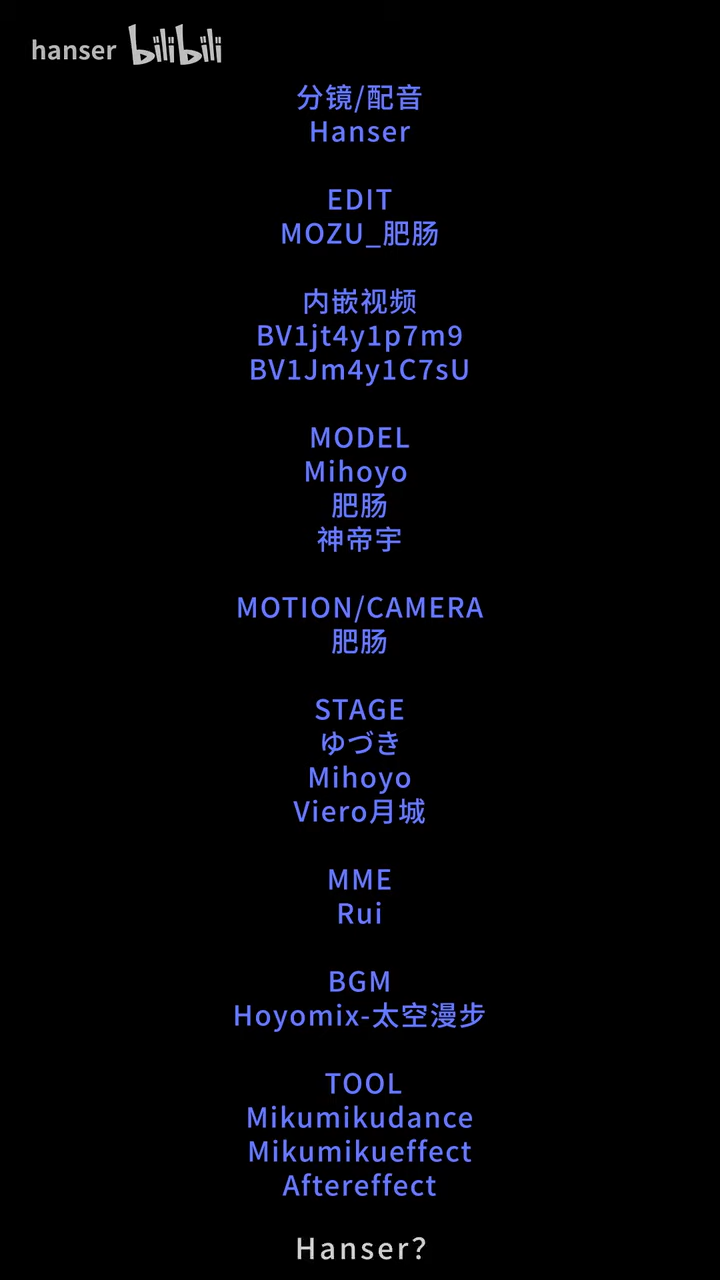 hanser bilibili
分镜/配音
Hanser
EDIT
MOZU_肥肠
内嵌视频
BV1jt4y1p7m9
BV1Jm4y1C7sU
MODEL
Mihoyo
肥肠
神帝宇
MOTION/CAMERA
肥肠
STAGE
ゆづき
Mihoyo
Viero月城
MME
Rui
BGM
Hoyomix-太空漫步
TOOL
Mikumikudance
Mikumikueffect
Aftereffect
Hanser？